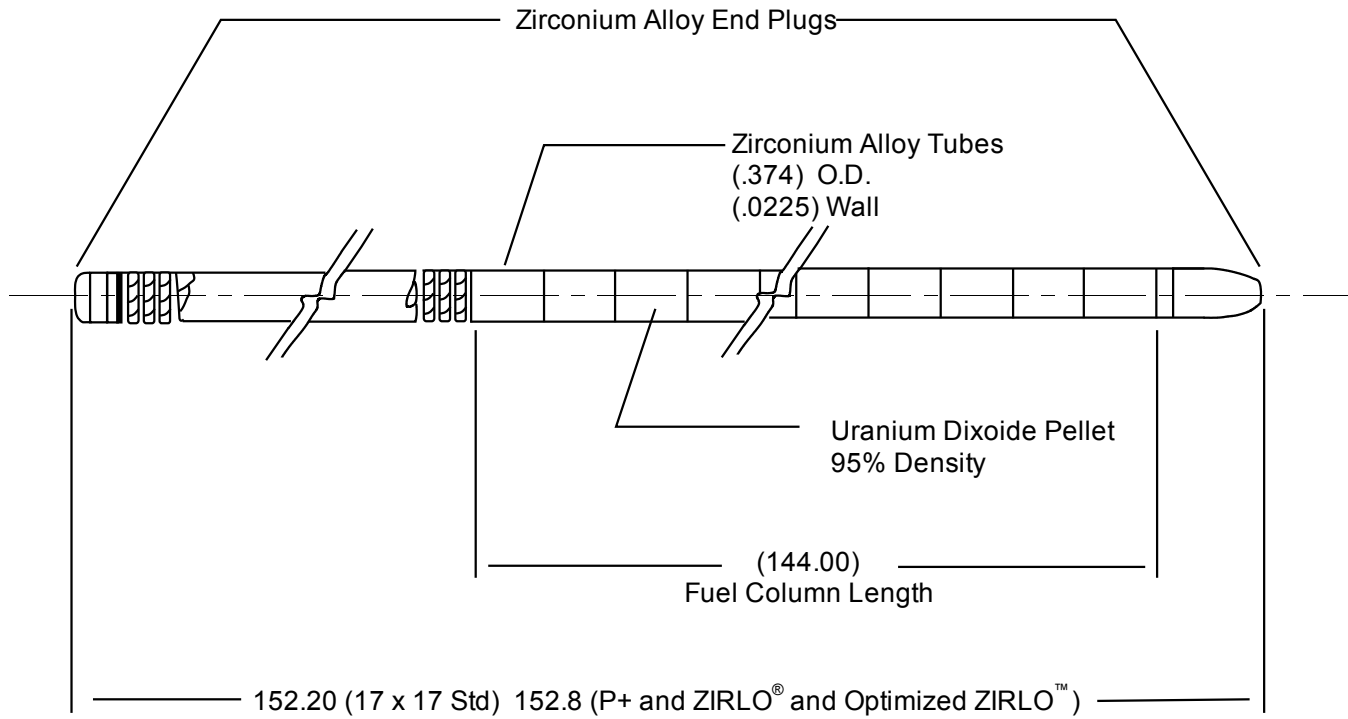 Zirconium Alloy End Plugs
Zirconium Alloy Tubes
(.374) O.D.
(.0225) Wall
Uranium Dixoide Pellet
95% Density
(144.00)
Fuel Column Length
152.20 (17 x 17 Std) 152.8 (P+ and ZIRLO® and Optimized ZIRLO™)